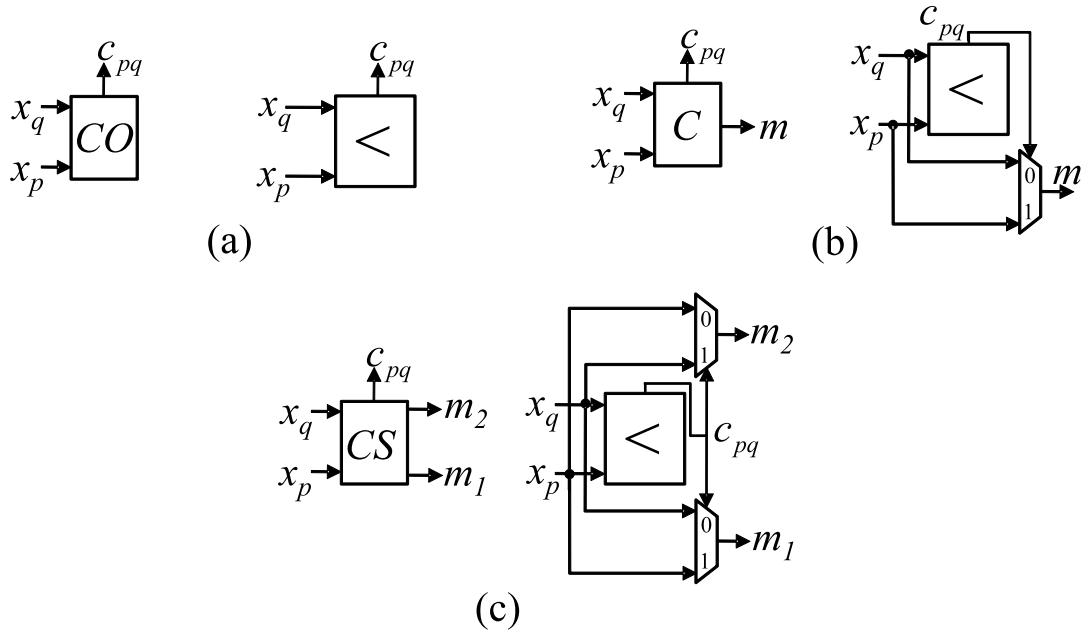 c_pq
x_q
CO
x_p
c_pq
x_q
<
x_p
(a)
c_pq
x_q
C
m
x_p
c_pq
x_q
<
x_p
0
1
m
(b)
c_pq
x_q
CS
m_2
x_p
m_1
0
1
m_2
x_q
<
c_pq
x_p
0
1
m_1
(c)